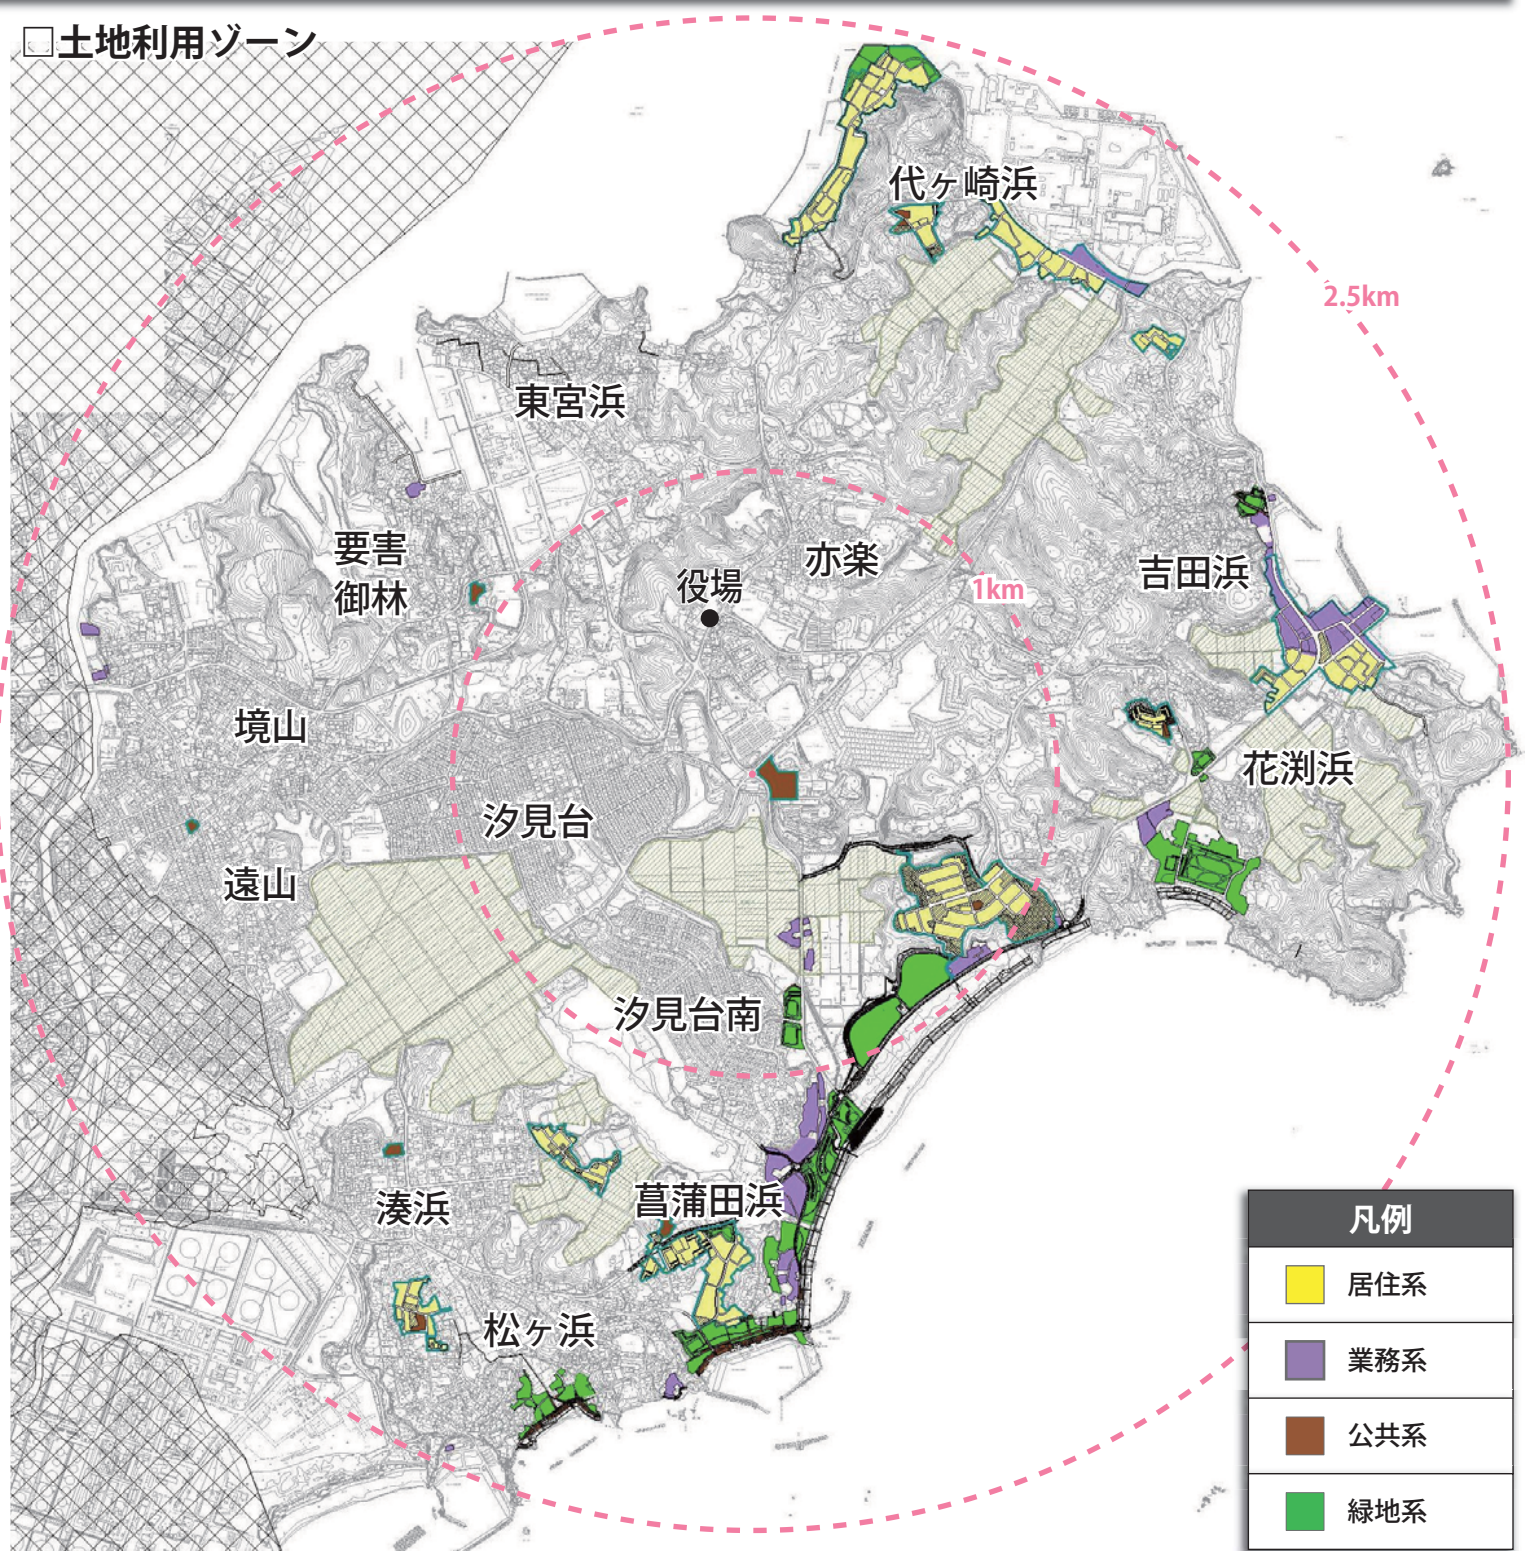 □土地利用ゾーン
代ヶ崎浜
2.5km
東宮浜
要害
御林
役場
亦楽
1km
吉田浜
境山
汐見台
花渕浜
遠山
汐見台南
湊浜
菖蒲田浜
松ヶ浜
凡例
居住系
業務系
公共系
緑地系